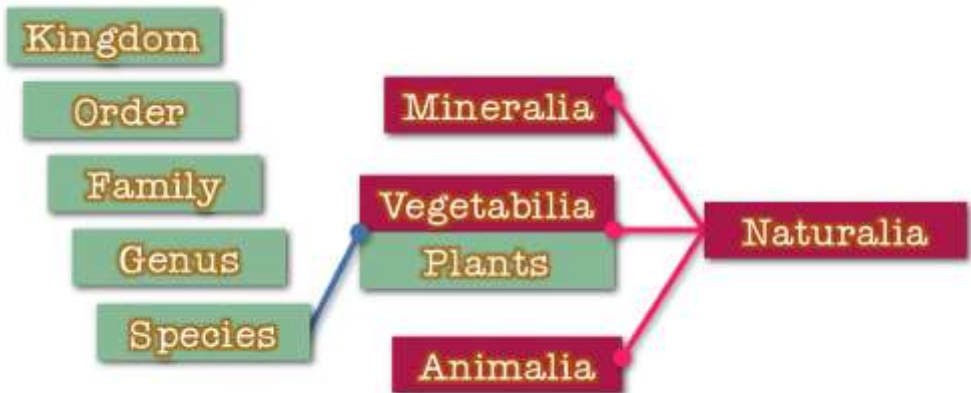 Kingdom
Order
Family
Genus
Species
Mineralia
Vegetabilia
Plants
Animalia
Naturalia